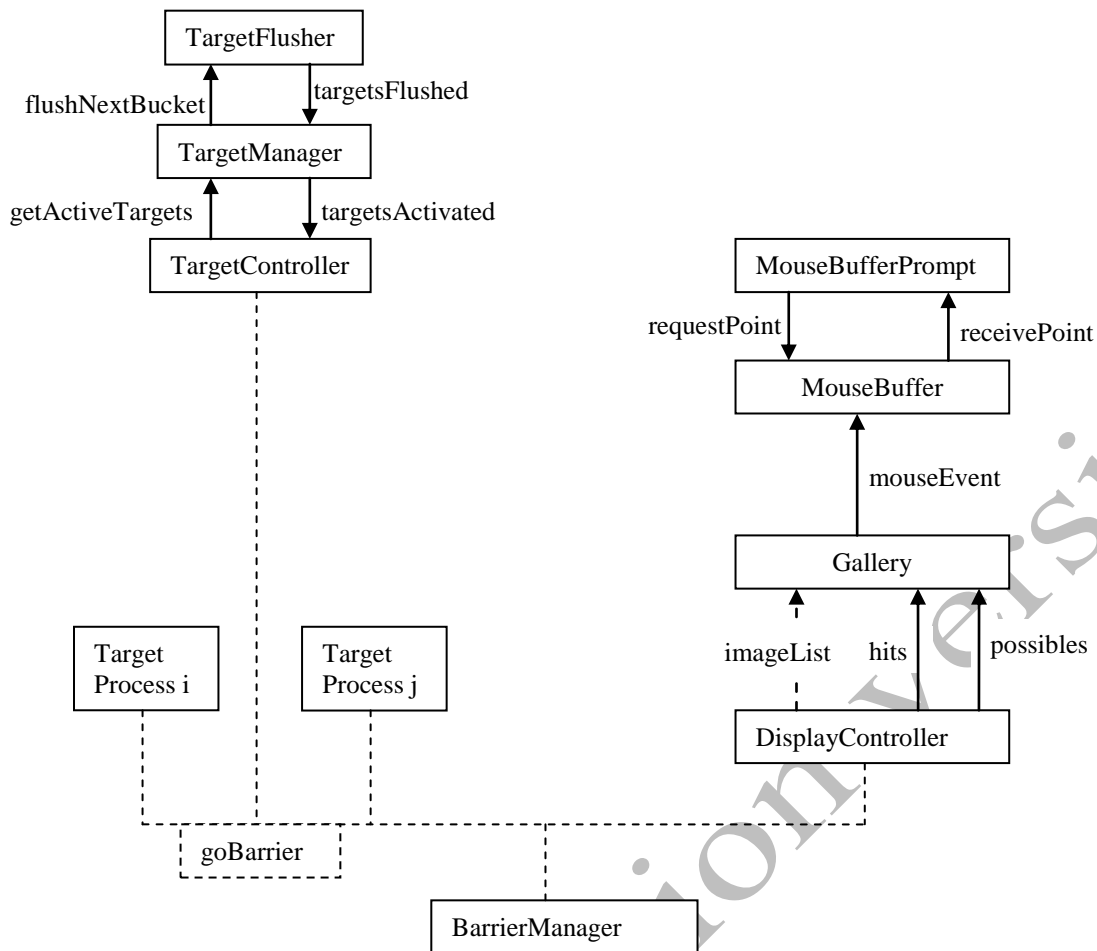 TargetFlusher
flushNextBucket
targetsFlushed
TargetManager
getActiveTargets
targetsActivated
TargetController
MouseBufferPrompt
requestPoint
receivePoint
MouseBuffer
mouseEvent
Gallery
imageList
hits
possibles
Target
Process i
Target
Process j
DisplayController
goBarrier
BarrierManager